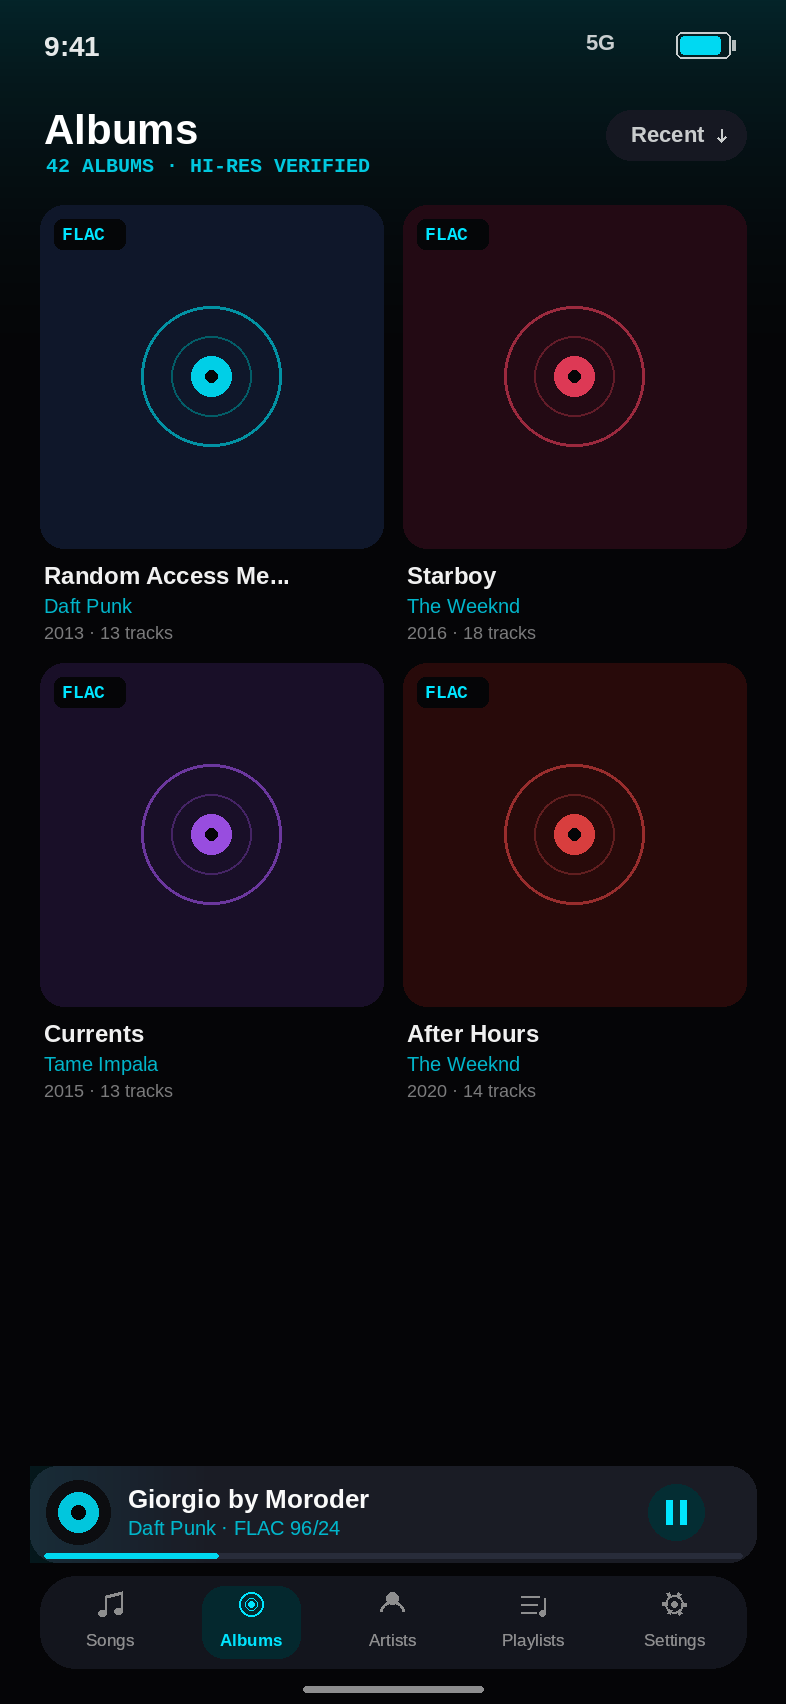 9:41
5G
Albums
Recent ↓
42 ALBUMS · HI-RES VERIFIED
FLAC
FLAC
Random Access Me...
Daft Punk
2013 · 13 tracks
Starboy
The Weeknd
2016 · 18 tracks
FLAC
FLAC
Currents
Tame Impala
2015 · 13 tracks
After Hours
The Weeknd
2020 · 14 tracks
Giorgio by Moroder
Daft Punk · FLAC 96/24
Songs
Albums
Artists
Playlists
Settings